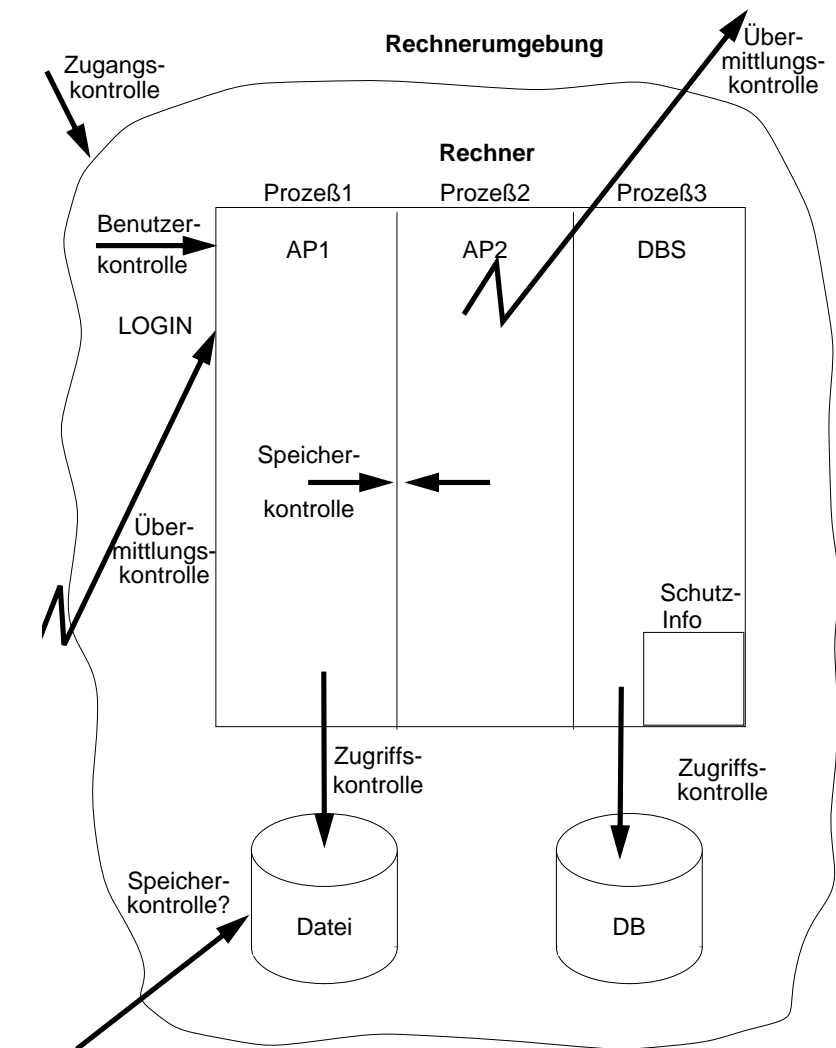 Rechnerumgebung
Über-
mittlungs-
kontrolle
Zugangs-
kontrolle
Rechner
Prozeß1
Prozeß2
Prozeß3
Benutzer-
kontrolle
AP1
AP2
DBS
LOGIN
Speicher-
kontrolle
Über-
mittlungs-
kontrolle
Schutz-
Info
Zugriffs-
kontrolle
Zugriffs-
kontrolle
Speicher-
kontrolle?
Datei
DB